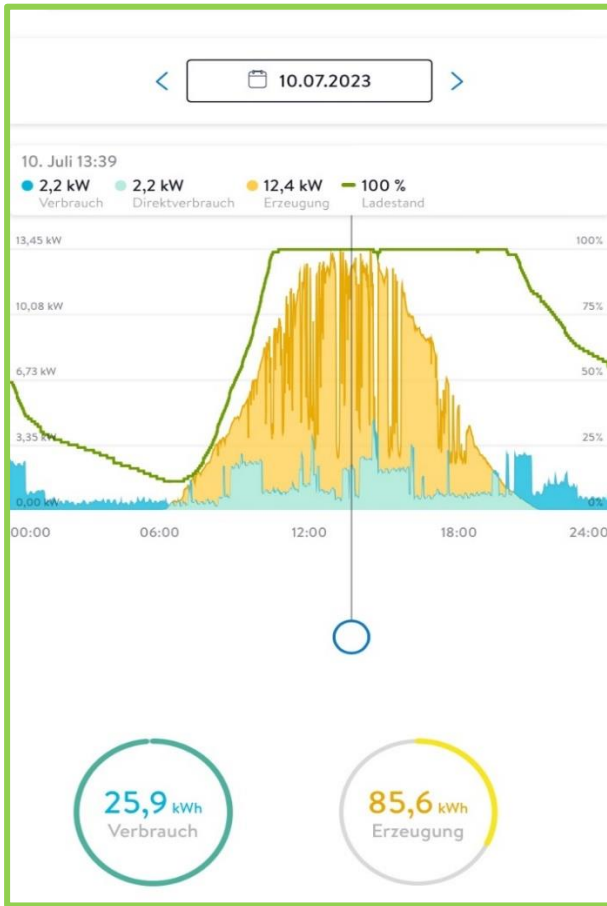 10.07.2023
10. Juli 13:39
2,2 kW 2,2 kW 12,4 kW 100 %
Verbrauch Direktverbrauch Erzeugung Ladestand
13,45 kW 100%
10,08 kW 75%
6,73 kW 50%
3,35 kW 25%
0,00 kW 0%
00:00 06:00 12:00 18:00 24:00
25,9 kWh 85,6 kWh
Verbrauch Erzeugung